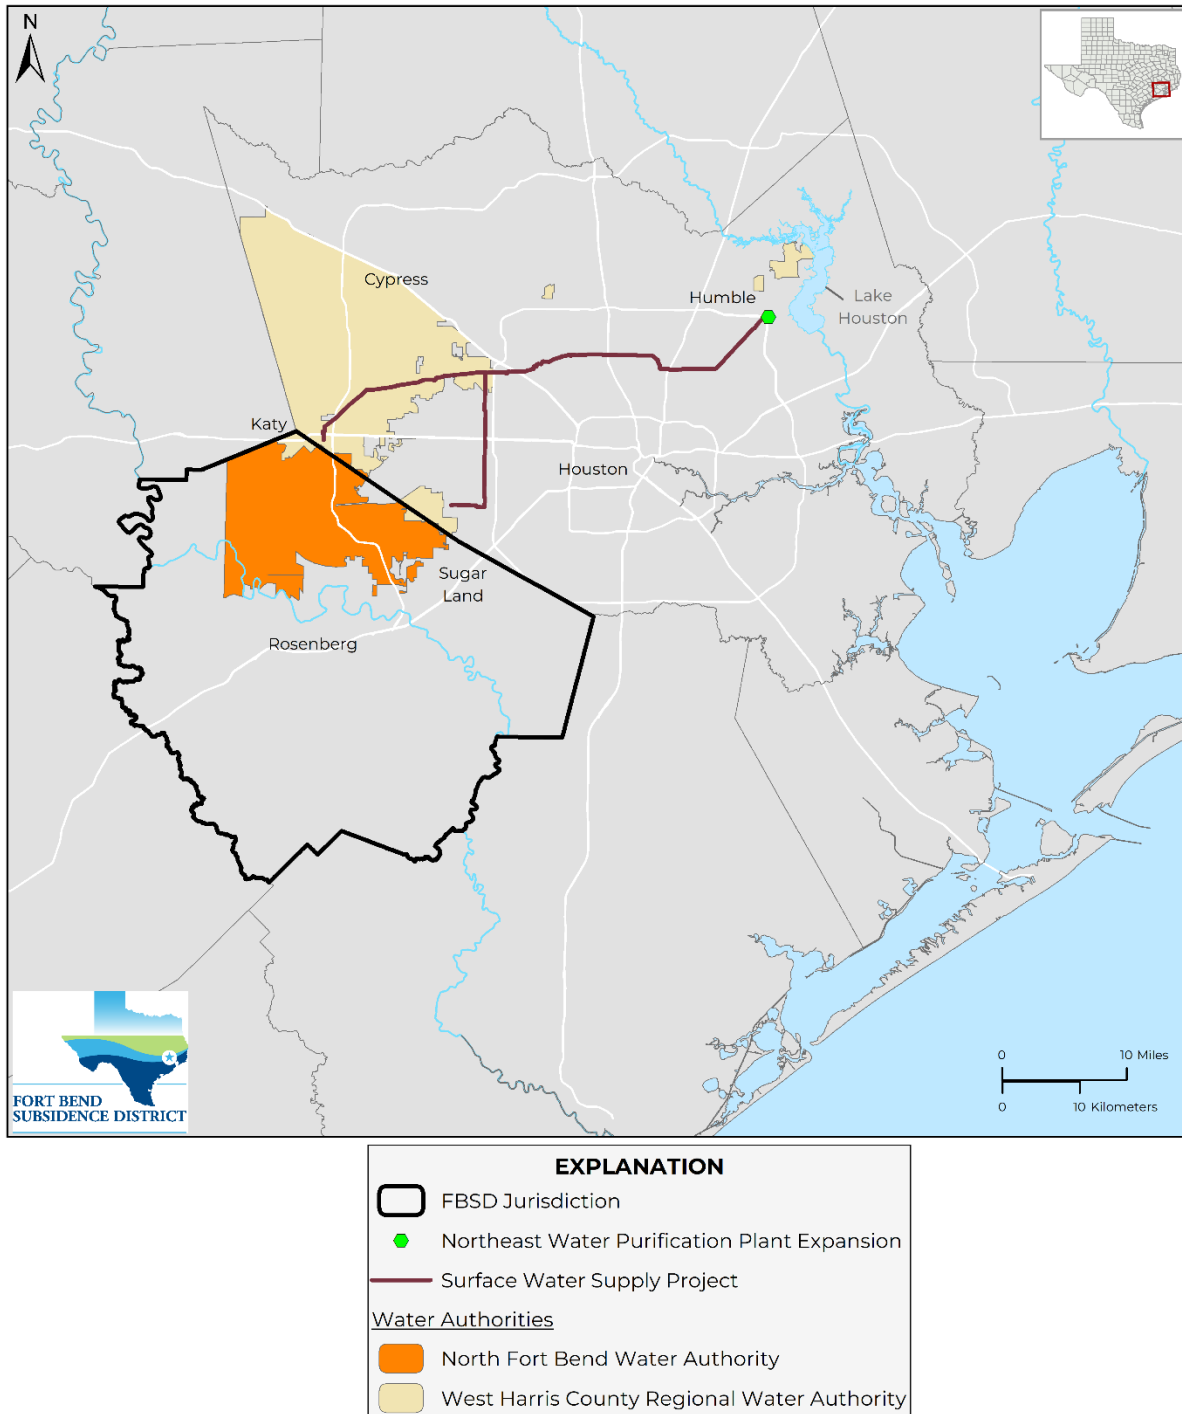 N
Cypress
Humble
Lake
Houston
Katy
Houston
Sugar
Land
Rosenberg
0 10 Miles
0 10 Kilometers
FORT BEND
SUBSIDENCE DISTRICT
EXPLANATION
FBSD Jurisdiction
Northeast Water Purification Plant Expansion
Surface Water Supply Project
Water Authorities
North Fort Bend Water Authority
West Harris County Regional Water Authority